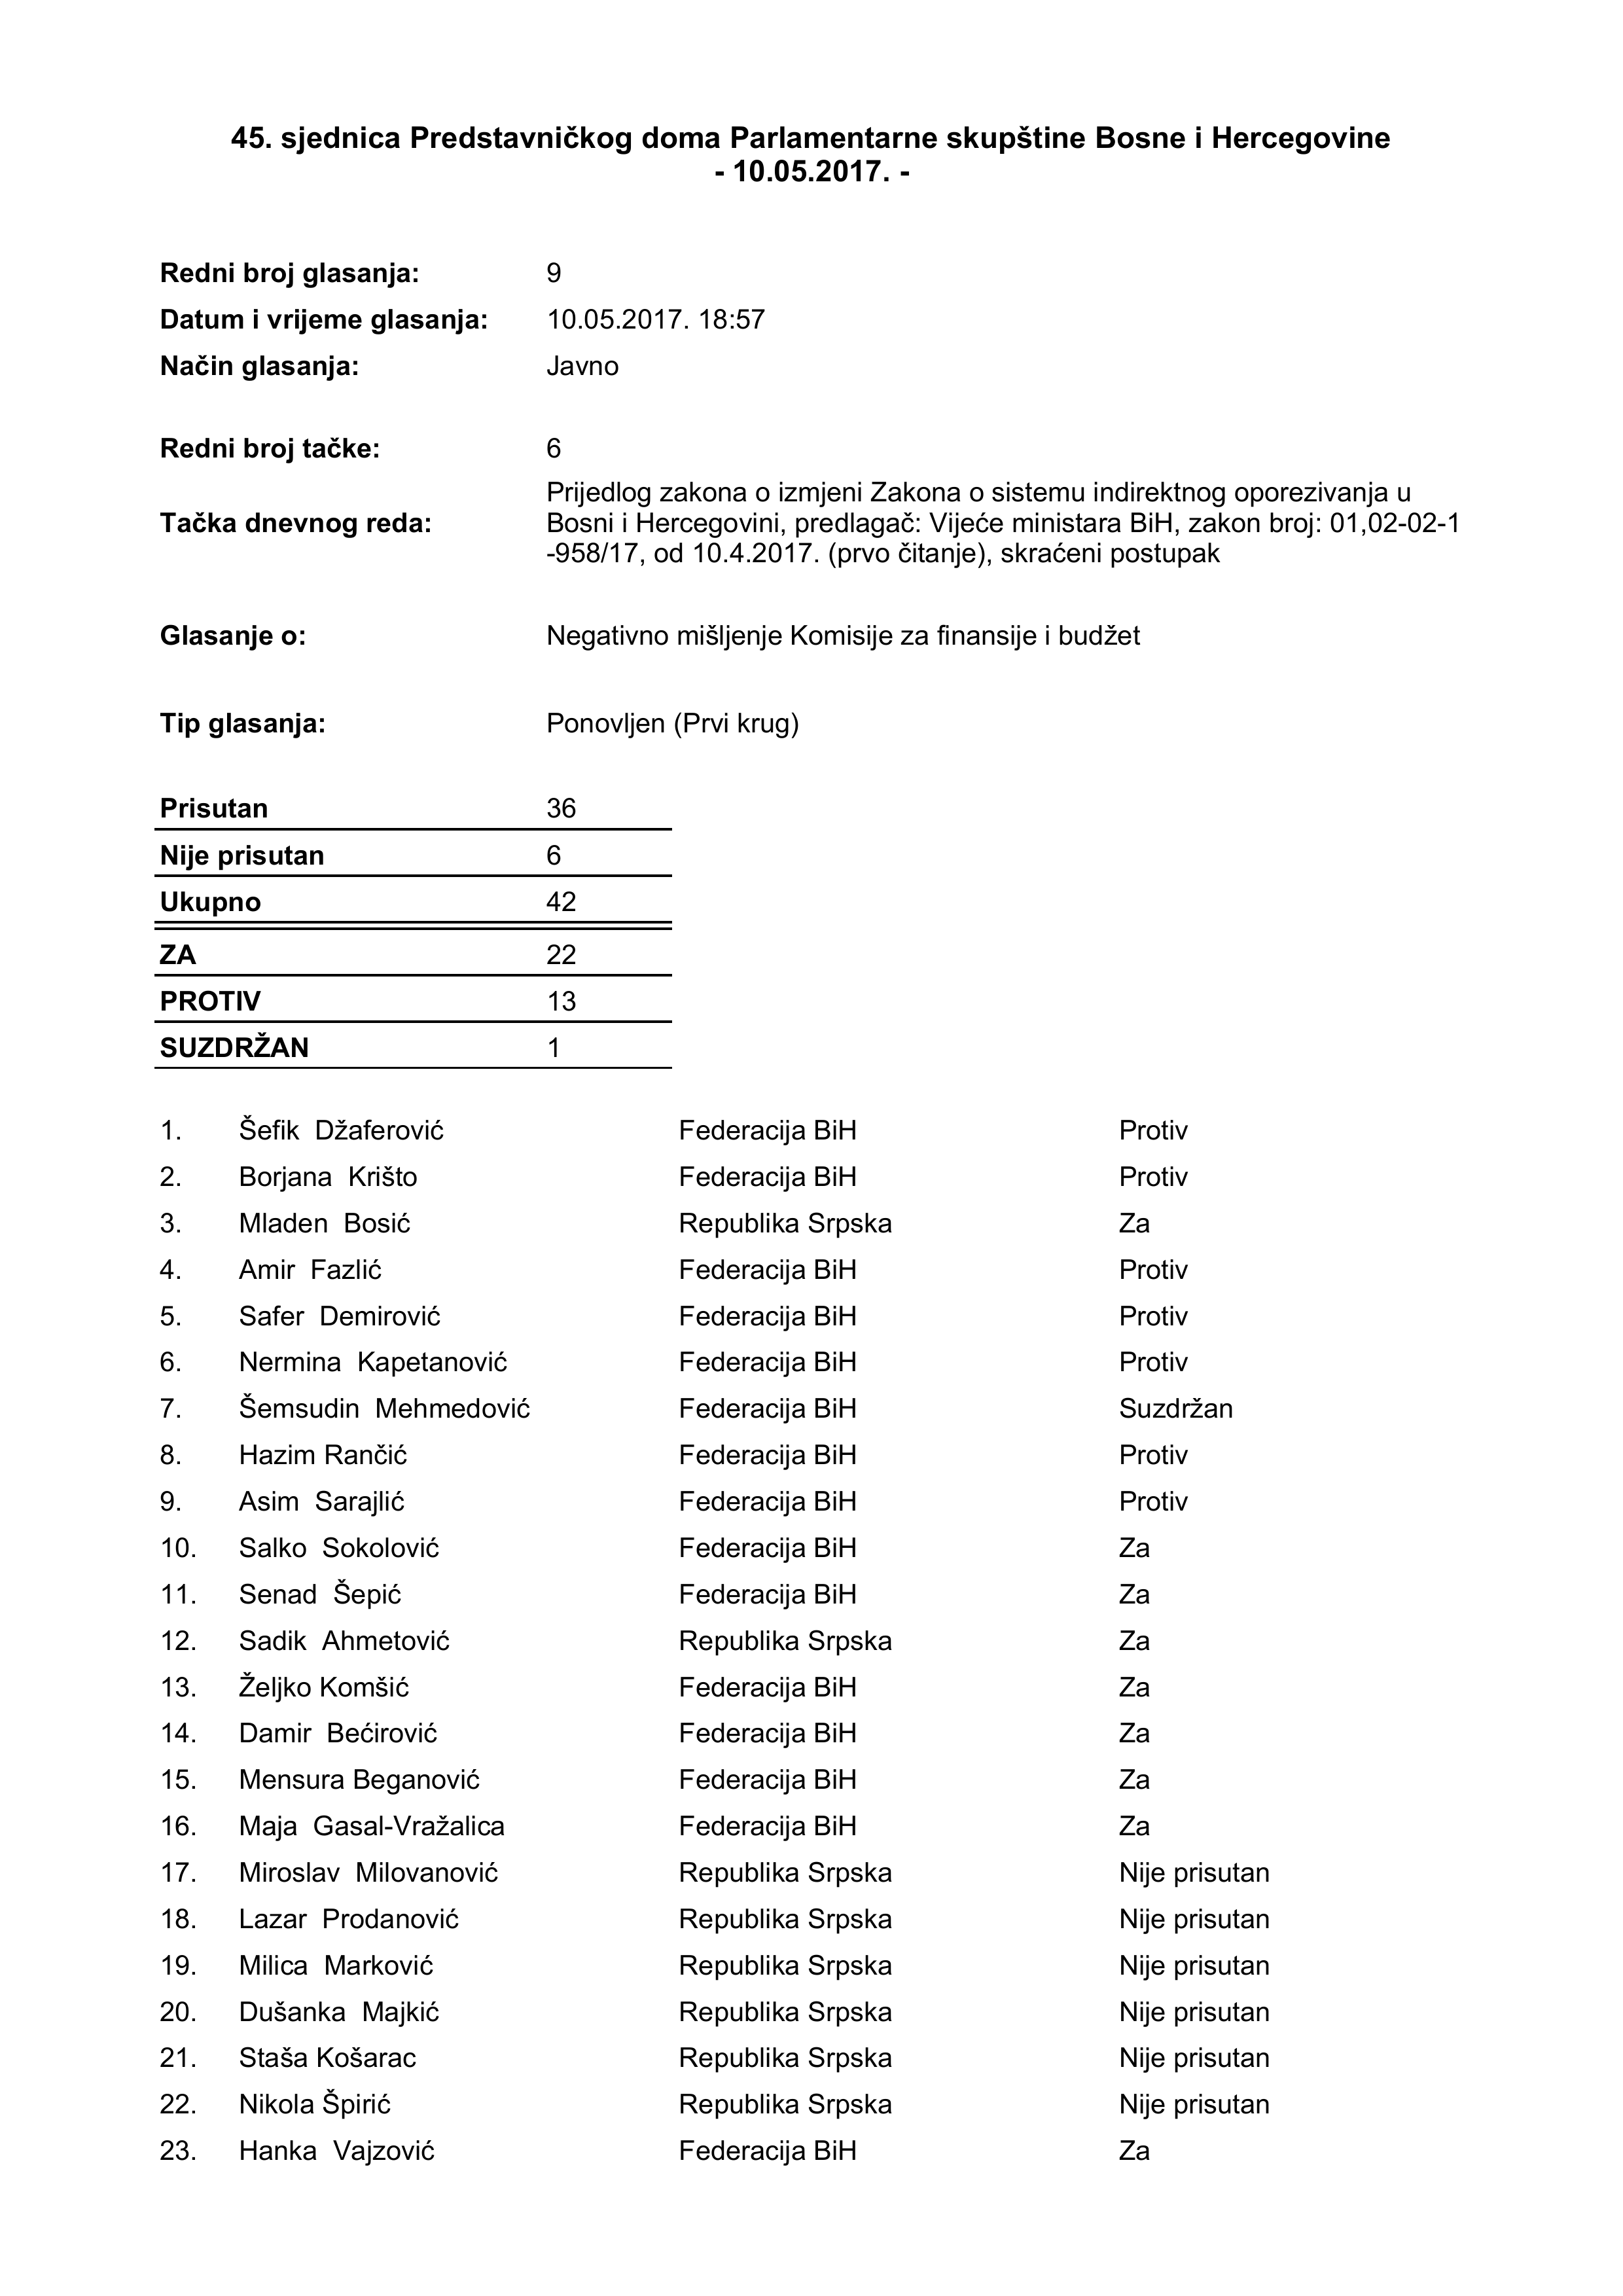 45. sjednica Predstavničkog doma Parlamentarne skupštine Bosne i Hercegovine
- 10.05.2017. -
Redni broj glasanja: 9
Datum i vrijeme glasanja: 10.05.2017. 18:57
Način glasanja: Javno
Redni broj tačke: 6
Tačka dnevnog reda: Prijedlog zakona o izmjeni Zakona o sistemu indirektnog oporezivanja u
Bosni i Hercegovini, predlagač: Vijeće ministara BiH, zakon broj: 01,02-02-1
-958/17, od 10.4.2017. (prvo čitanje), skraćeni postupak
Glasanje o: Negativno mišljenje Komisije za finansije i budžet
Tip glasanja: Ponovljen (Prvi krug)
Prisutan 36
Nije prisutan 6
Ukupno 42
ZA 22
PROTIV 13
SUZDRŽAN 1
1. Šefik Džaferović Federacija BiH Protiv
2. Borjana Krišto Federacija BiH Protiv
3. Mladen Bosić Republika Srpska Za
4. Amir Fazlić Federacija BiH Protiv
5. Safer Demirović Federacija BiH Protiv
6. Nermina Kapetanović Federacija BiH Protiv
7. Šemsudin Mehmedović Federacija BiH Suzdržan
8. Hazim Rančić Federacija BiH Protiv
9. Asim Sarajlić Federacija BiH Protiv
10. Salko Sokolović Federacija BiH Za
11. Senad Šepić Federacija BiH Za
12. Sadik Ahmetović Republika Srpska Za
13. Željko Komšić Federacija BiH Za
14. Damir Bećirović Federacija BiH Za
15. Mensura Beganović Federacija BiH Za
16. Maja Gasal-Vražalica Federacija BiH Za
17. Miroslav Milovanović Republika Srpska Nije prisutan
18. Lazar Prodanović Republika Srpska Nije prisutan
19. Milica Marković Republika Srpska Nije prisutan
20. Dušanka Majkić Republika Srpska Nije prisutan
21. Staša Košarac Republika Srpska Nije prisutan
22. Nikola Špirić Republika Srpska Nije prisutan
23. Hanka Vajzović Federacija BiH Za